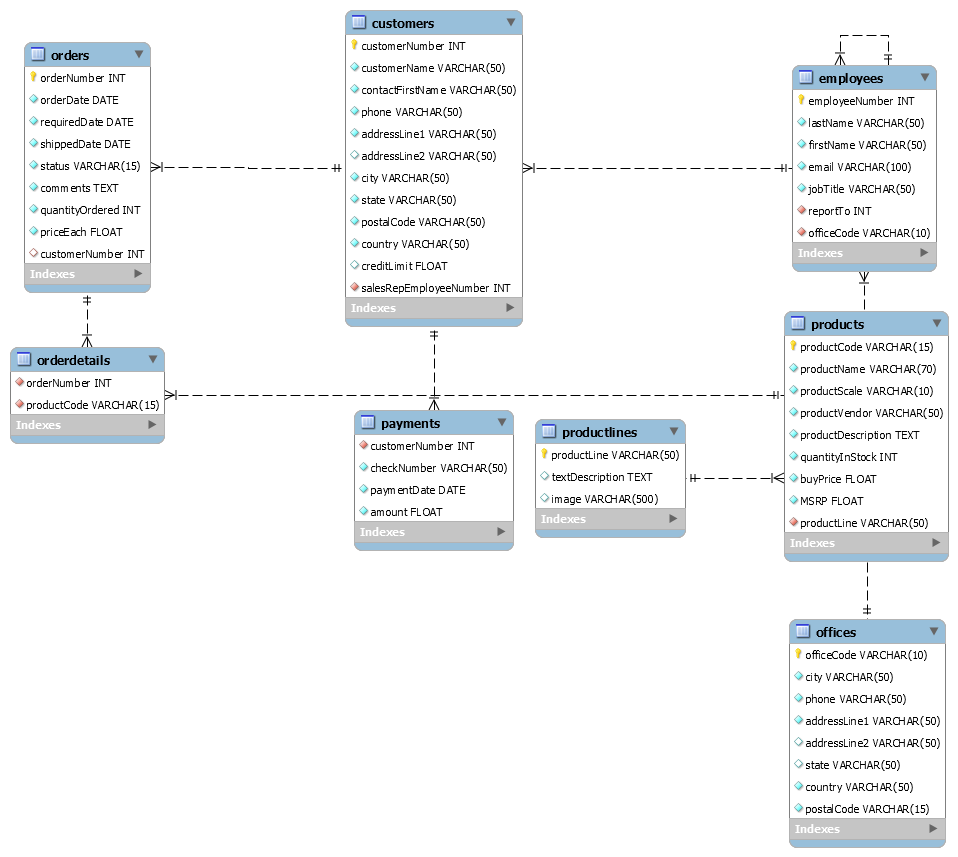 orders
orderNumber INT
orderDate DATE
requiredDate DATE
shippedDate DATE
status VARCHAR(15)
comments TEXT
quantityOrdered INT
priceEach FLOAT
customerNumber INT
Indexes
customers
customerNumber INT
customerName VARCHAR(50)
contactFirstName VARCHAR(50)
phone VARCHAR(50)
addressLine1 VARCHAR(50)
addressLine2 VARCHAR(50)
city VARCHAR(50)
state VARCHAR(50)
postalCode VARCHAR(50)
country VARCHAR(50)
creditLimit FLOAT
salesRepEmployeeNumber INT
Indexes
employees
employeeNumber INT
lastName VARCHAR(50)
firstName VARCHAR(50)
email VARCHAR(100)
jobTitle VARCHAR(50)
reportTo INT
officeCode VARCHAR(10)
Indexes
orderdetails
orderNumber INT
productCode VARCHAR(15)
Indexes
payments
customerNumber INT
checkNumber VARCHAR(50)
paymentDate DATE
amount FLOAT
Indexes
productlines
productLine VARCHAR(50)
textDescription TEXT
image VARCHAR(500)
Indexes
products
productCode VARCHAR(15)
productName VARCHAR(70)
productScale VARCHAR(10)
productVendor VARCHAR(50)
productDescription TEXT
quantityInStock INT
buyPrice FLOAT
MSRP FLOAT
productLine VARCHAR(50)
Indexes
offices
officeCode VARCHAR(10)
city VARCHAR(50)
phone VARCHAR(50)
addressLine1 VARCHAR(50)
addressLine2 VARCHAR(50)
state VARCHAR(50)
country VARCHAR(50)
postalCode VARCHAR(15)
Indexes